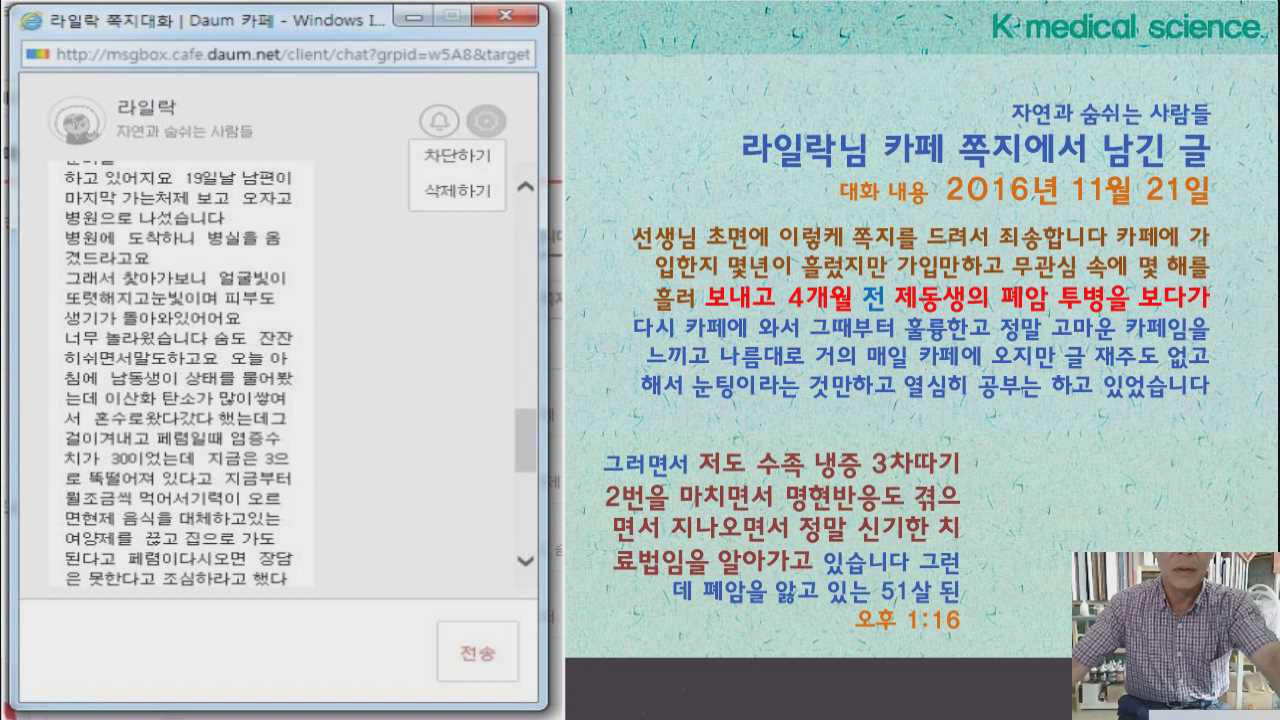 라일락 쪽지대화 | Daum 카페 - Windows I...
http://msgbox.cafe.daum.net/client/chat?grpid=w5A8&target
라일락
자연과 숨쉬는 사람들
차단하기
삭제하기
하고 있어지요 19일날 남편이
마지막 가는처제 보고 오자고
병원으로 나섰습니다
병원에 도착하니 병실을 옴
겼드라고요
그래서 찾아가보니 얼굴빛이
또렷해지고눈빛이며 피부도
생기가 돌아와있어어요
너무 놀라웠습니다 숨도 잔잔
히쉬면서말도하고요 오늘 아
침에 남동생이 상태를 물어봤
는데 이산화 탄소가 많이쌓여
서 혼수로왔다갔다 했는데그
걸이겨내고 페렴일때 염증수
치가 30이었는데 지금은 3으
로 뚝떨어져 있다고 지금부터
뭘조금씩 먹어서기력이 오르
면현제 음식를 대체하고있는
여양제를 끊고 집으로 가도
된다고 페렴이다시오면 장담
은 못한다고 조심하라고 했다
전송
K medical science
자연과 숨쉬는 사람들
라일락님 카페 쪽지에서 남긴 글
대화 내용 2016년 11월 21일
선생님 초면에 이렇케 쪽지를 드려서 죄송합니다 카페에 가
입한지 몇년이 흘렀지만 가입만하고 무관심 속에 몇 해를
흘러 보내고 4개월 전 제동생의 폐암 투병을 보다가
다시 카페에 와서 그때부터 훌륭한고 정말 고마운 카페임을
느끼고 나름대로 거의 매일 카페에 오지만 글 재주도 없고
해서 눈팅이라는 것만하고 열심히 공부는 하고 있었습니다
그러면서 저도 수족 냉증 3차따기
2번을 마치면서 명현반응도 겪으
면서 지나오면서 정말 신기한 치
료법임을 알아가고 있습니다 그런
데 폐암을 앓고 있는 51살 된
오후 1:16